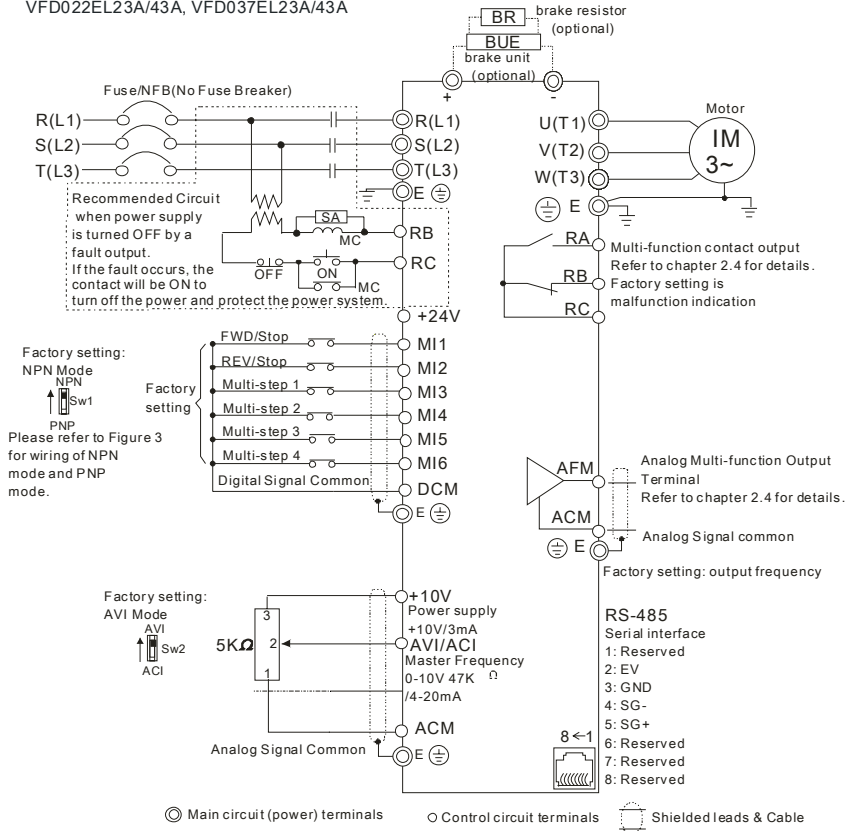 VFD022EL23A/43A, VFD037EL23A/43A
BR
brake resistor
(optional)
BUE
brake unit
(optional)
+
-
Fuse/NFB(No Fuse Breaker)
R(L1)
S(L2)
T(L3)
R(L1)
S(L2)
T(L3)
E
Recommended Circuit
when power supply
is turned OFF by a
fault output.
If the fault occurs, the
contact will be ON to
turn off the power and protect the power system.
SA
MC
OFF
ON
MC
RB
RC
U(T1)
V(T2)
W(T3)
E
Motor
IM
3~
RA
RB
RC
Multi-function contact output
Refer to chapter 2.4 for details.
Factory setting is
malfunction indication
+24V
Factory setting:
NPN Mode
NPN
Sw1
PNP
Please refer to Figure 3
for wiring of NPN
mode and PNP
mode.
Factory
setting
FWD/Stop
REV/Stop
Multi-step 1
Multi-step 2
Multi-step 3
Multi-step 4
Digital Signal Common
MI1
MI2
MI3
MI4
MI5
MI6
DCM
E
AFM
ACM
E
Analog Multi-function Output
Terminal
Refer to chapter 2.4 for details.
Analog Signal common
Factory setting: output frequency
Factory setting:
AVI Mode
AVI
Sw2
ACI
5KΩ
3
2
1
+10V
Power supply
+10V/3mA
AVI/ACI
Master Frequency
0-10V 47K Ω
/4-20mA
ACM
Analog Signal Common
E
RS-485
Serial interface
1: Reserved
2: EV
3: GND
4: SG-
5: SG+
6: Reserved
7: Reserved
8: Reserved
8←1
Main circuit (power) terminals
Control circuit terminals
Shielded leads & Cable